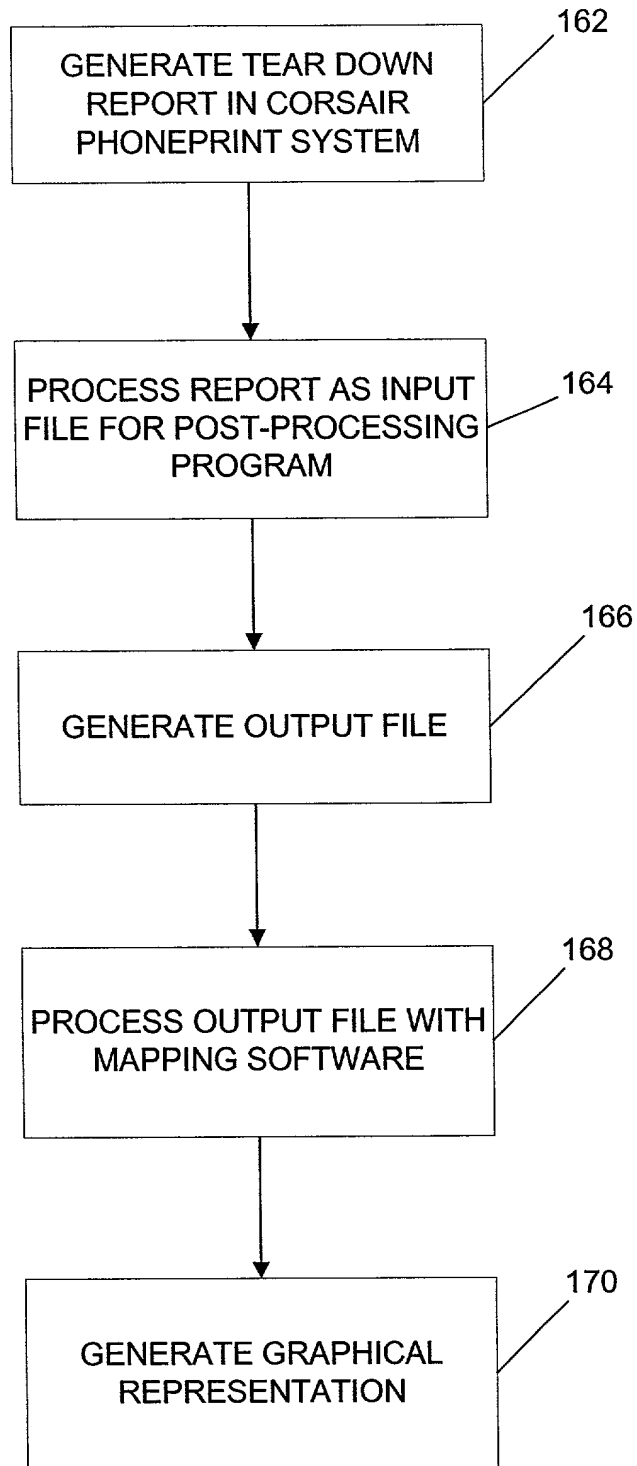 162
GENERATE TEAR DOWN
REPORT IN CORSAIR
PHONEPRINT SYSTEM
164
PROCESS REPORT AS INPUT
FILE FOR POST-PROCESSING
PROGRAM
166
GENERATE OUTPUT FILE
168
PROCESS OUTPUT FILE WITH
MAPPING SOFTWARE
170
GENERATE GRAPHICAL
REPRESENTATION